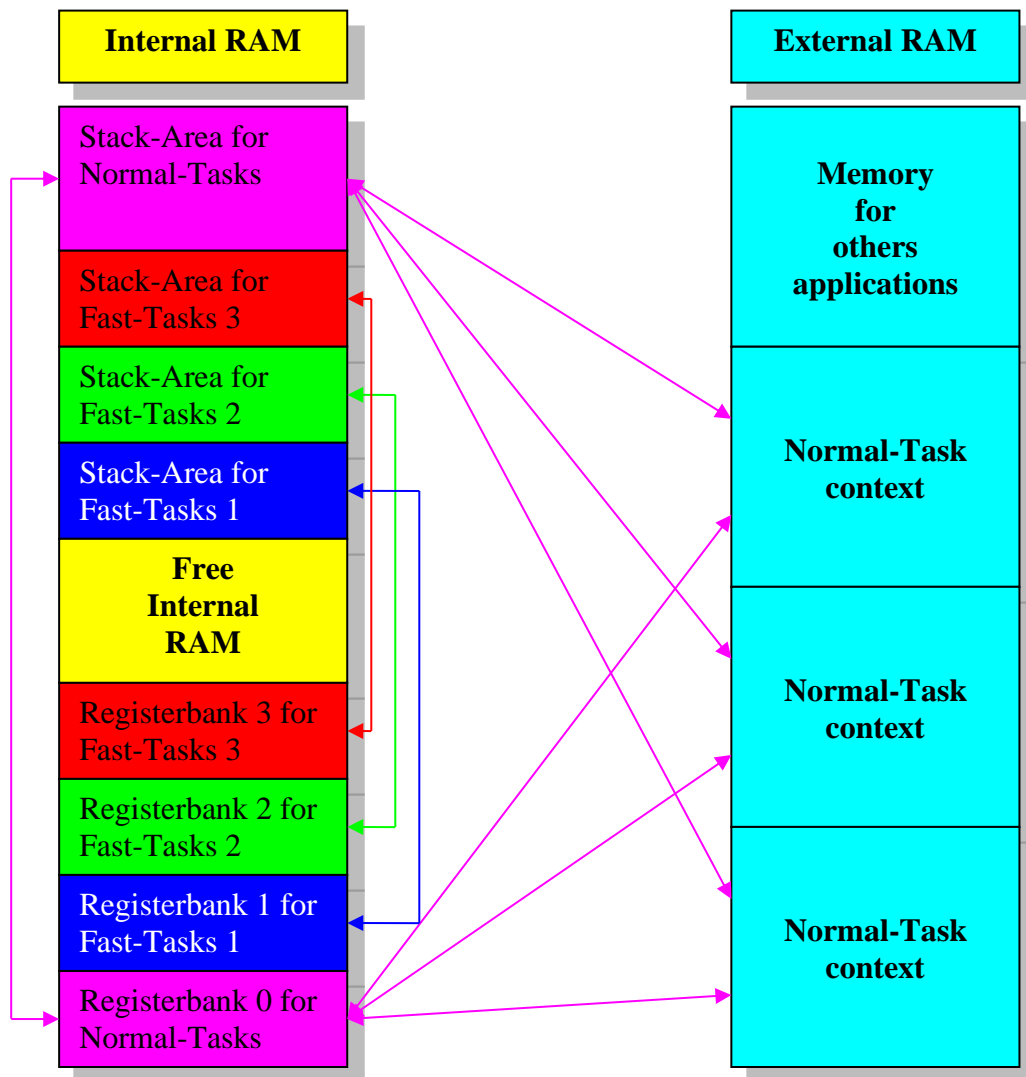 Internal RAM
Stack-Area for
Normal-Tasks
Stack-Area for
Fast-Tasks 3
Stack-Area for
Fast-Tasks 2
Stack-Area for
Fast-Tasks 1
Free
Internal
RAM
Registerbank 3 for
Fast-Tasks 3
Registerbank 2 for
Fast-Tasks 2
Registerbank 1 for
Fast-Tasks 1
Registerbank 0 for
Normal-Tasks
External RAM
Memory
for
others
applications
Normal-Task
context
Normal-Task
context
Normal-Task
context